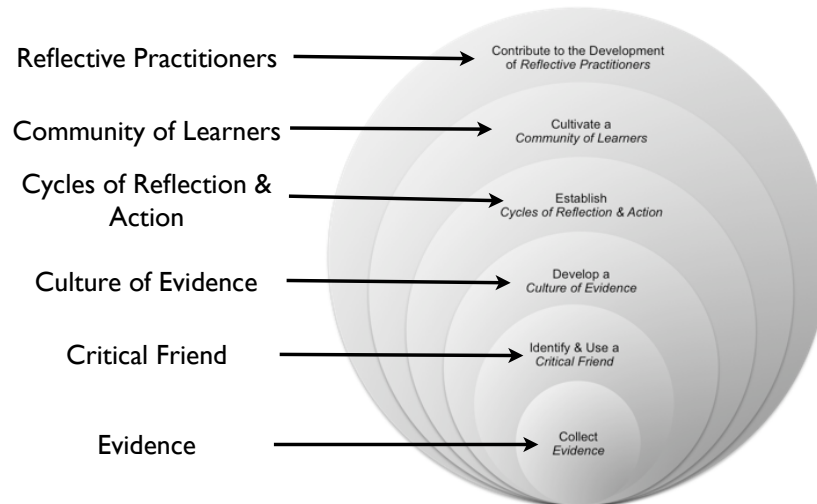 Reflective Practitioners
Contribute to the Development
of Reflective Practitioners
Community of Learners
Cultivate a
Community of Learners
Cycles of Reflection &
Action
Establish
Cycles of Reflection & Action
Culture of Evidence
Develop a
Culture of Evidence
Critical Friend
Identify & Use a
Critical Friend
Evidence
Collect
Evidence